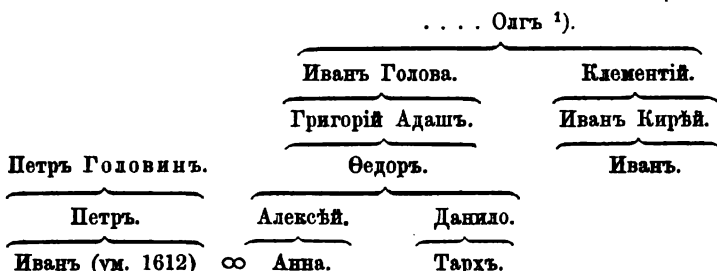 . . . . Олгъ ¹).
Иванъ Голова. Клементій.
Григорій Адашъ. Иванъ Кирѣй.
Петръ Головинъ. Ѳедоръ. Иванъ.
Петръ. Алексѣй. Данило.
Иванъ (ум. 1612) ∞ Анна. Тархъ.